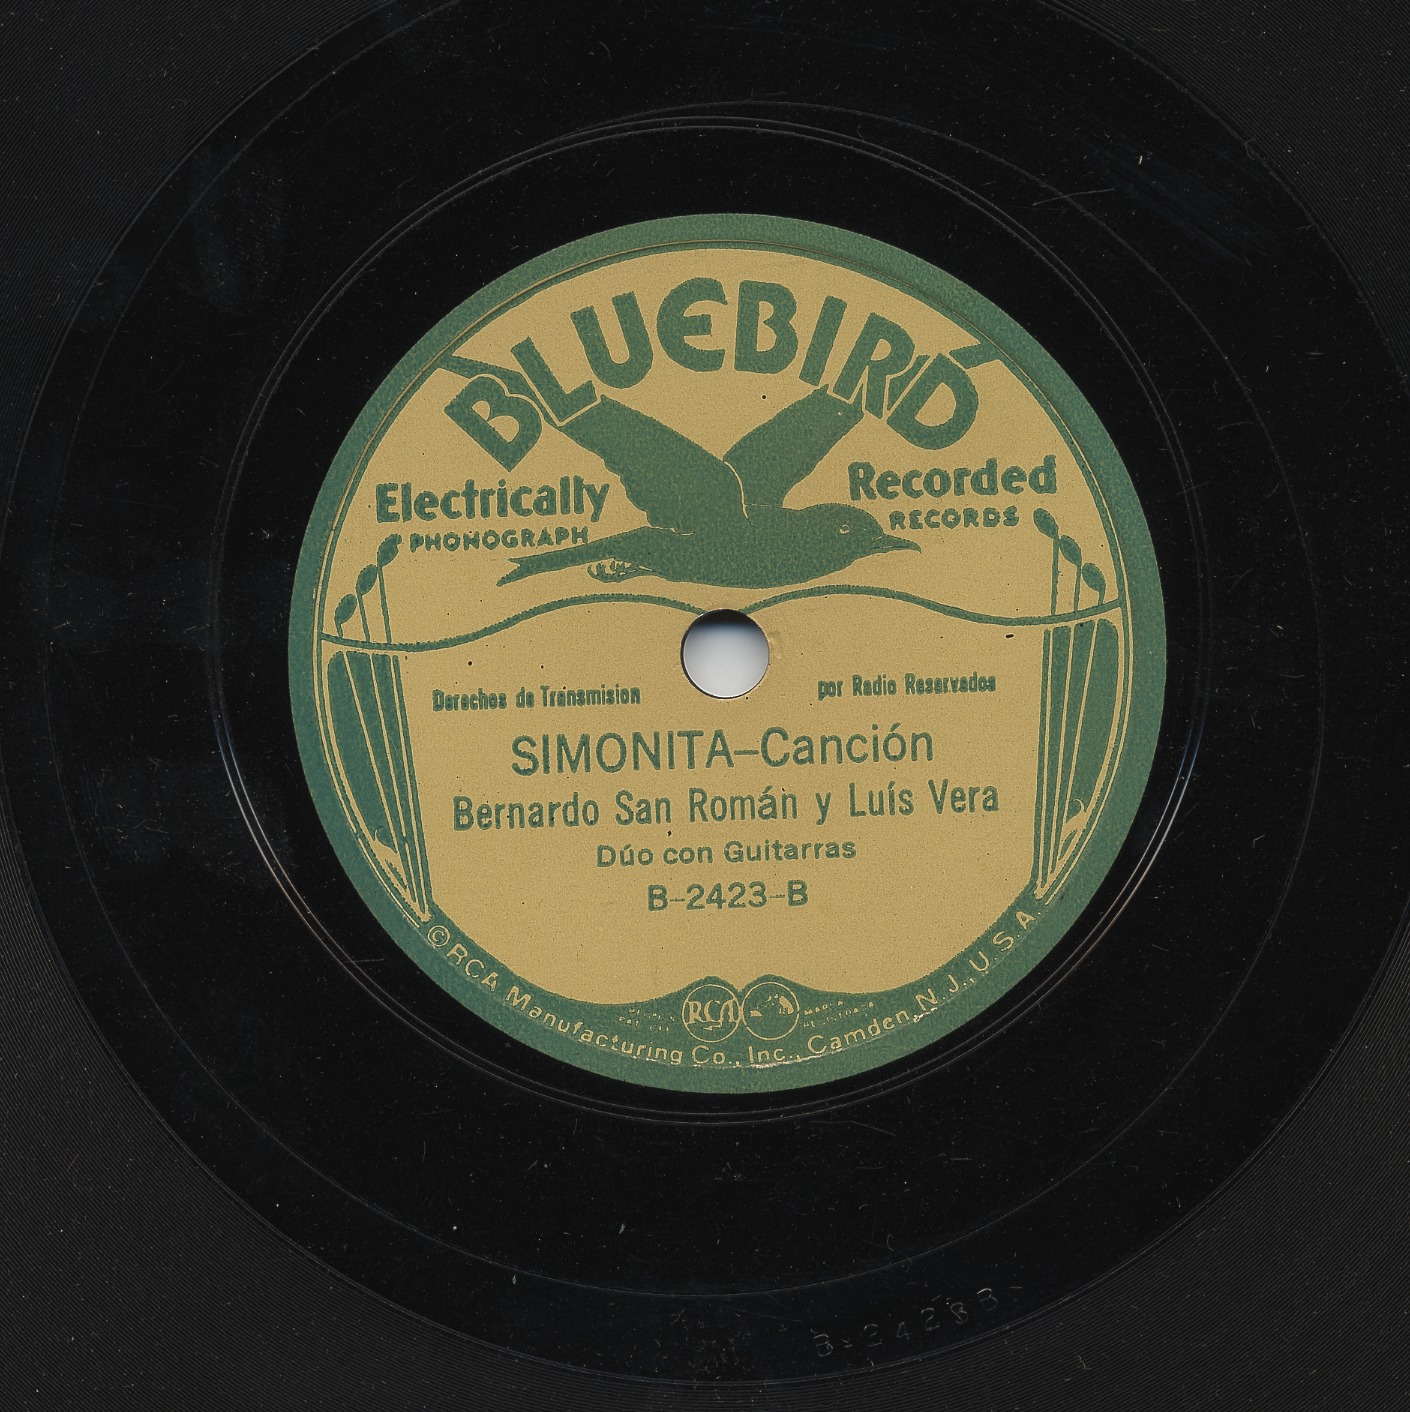 BLUEBIRD
Electrically Recorded
PHONOGRAPH RECORDS
Derechos de Transmision por Radio Reservados
SIMONITA–Canción
Bernardo San Román y Luís Vera
Dúo con Guitarras
B-2423-B
RCA
©RCA Manufacturing Co., Inc., Camden, N.J., U.S.A.